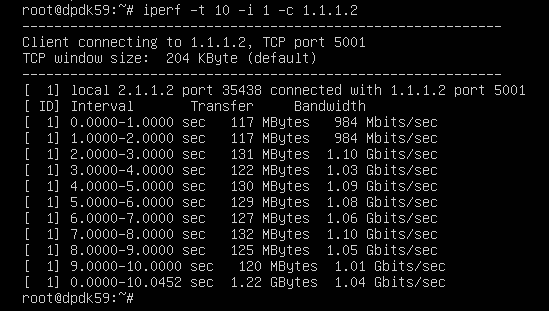 root@dpdk59:~# iperf -t 10 -i 1 -c 1.1.1.2
------------------------------------------------------------
Client connecting to 1.1.1.2, TCP port 5001
TCP window size:  204 KByte (default)
------------------------------------------------------------
[  1] local 2.1.1.2 port 35438 connected with 1.1.1.2 port 5001
[ ID] Interval       Transfer     Bandwidth
[  1] 0.0000-1.0000 sec   117 MBytes   984 Mbits/sec
[  1] 1.0000-2.0000 sec   117 MBytes   984 Mbits/sec
[  1] 2.0000-3.0000 sec   131 MBytes  1.10 Gbits/sec
[  1] 3.0000-4.0000 sec   122 MBytes  1.03 Gbits/sec
[  1] 4.0000-5.0000 sec   130 MBytes  1.09 Gbits/sec
[  1] 5.0000-6.0000 sec   129 MBytes  1.08 Gbits/sec
[  1] 6.0000-7.0000 sec   127 MBytes  1.06 Gbits/sec
[  1] 7.0000-8.0000 sec   132 MBytes  1.10 Gbits/sec
[  1] 8.0000-9.0000 sec   125 MBytes  1.05 Gbits/sec
[  1] 9.0000-10.0000 sec   120 MBytes  1.01 Gbits/sec
[  1] 0.0000-10.0452 sec  1.22 GBytes  1.04 Gbits/sec
root@dpdk59:~#